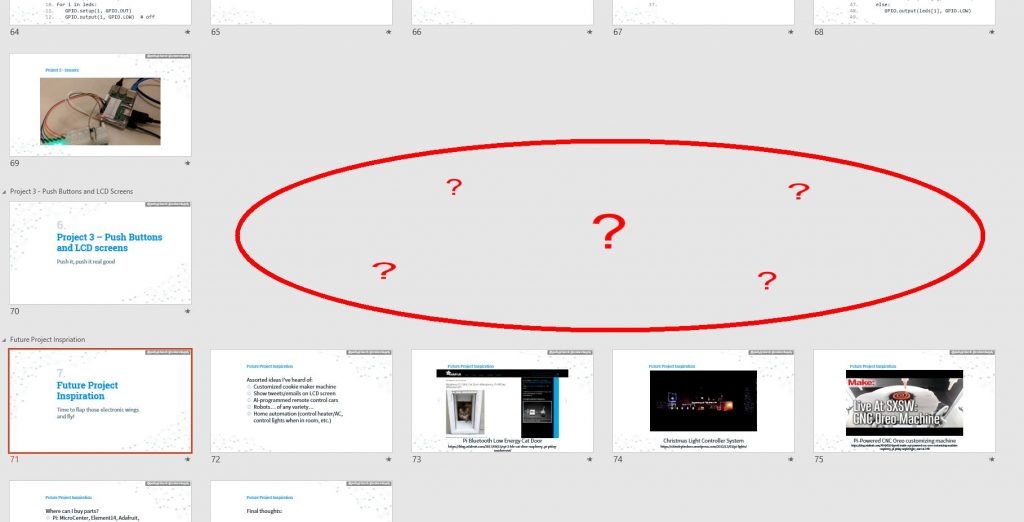 10. for i in leds:
11. GPIO.setup(i, GPIO.OUT)
12. GPIO.output(i, GPIO.LOW) # off
37.
47. else:
48. GPIO.output(leds[i], GPIO.LOW)
49.
64
65
66
67
68
69
Project 3 - Push Buttons and LCD Screens
6.
Project 3 – Push Buttons
and LCD screens
Push it, push it real good
70
?
?
?
?
?
Future Project Inspriation
7.
Future Project
Inspiration
Time to flap those electronic wings
and fly!
71
Future Project Inspiration
Assorted ideas I've heard of:
Customized cookie maker machine
Show tweets/emails on LCD screen
AI-programmed remote control cars
Robots… of any variety…
Home automation (control heater/AC,
control lights when in room, etc.)
72
Future Project Inspiration
Pi Bluetooth Low Energy Cat Door
73
Future Project Inspiration
Christmas Light Controller System
74
Future Project Inspiration
Make:
Live At SXSW:
CNC Oreo Machine
Pi-Powered CNC Oreo customizing machine
75
Future Project Inspiration
Where can I buy parts?
Pi: MicroCenter, Element14, Adafruit,
Future Project Inspiration
Final thoughts: